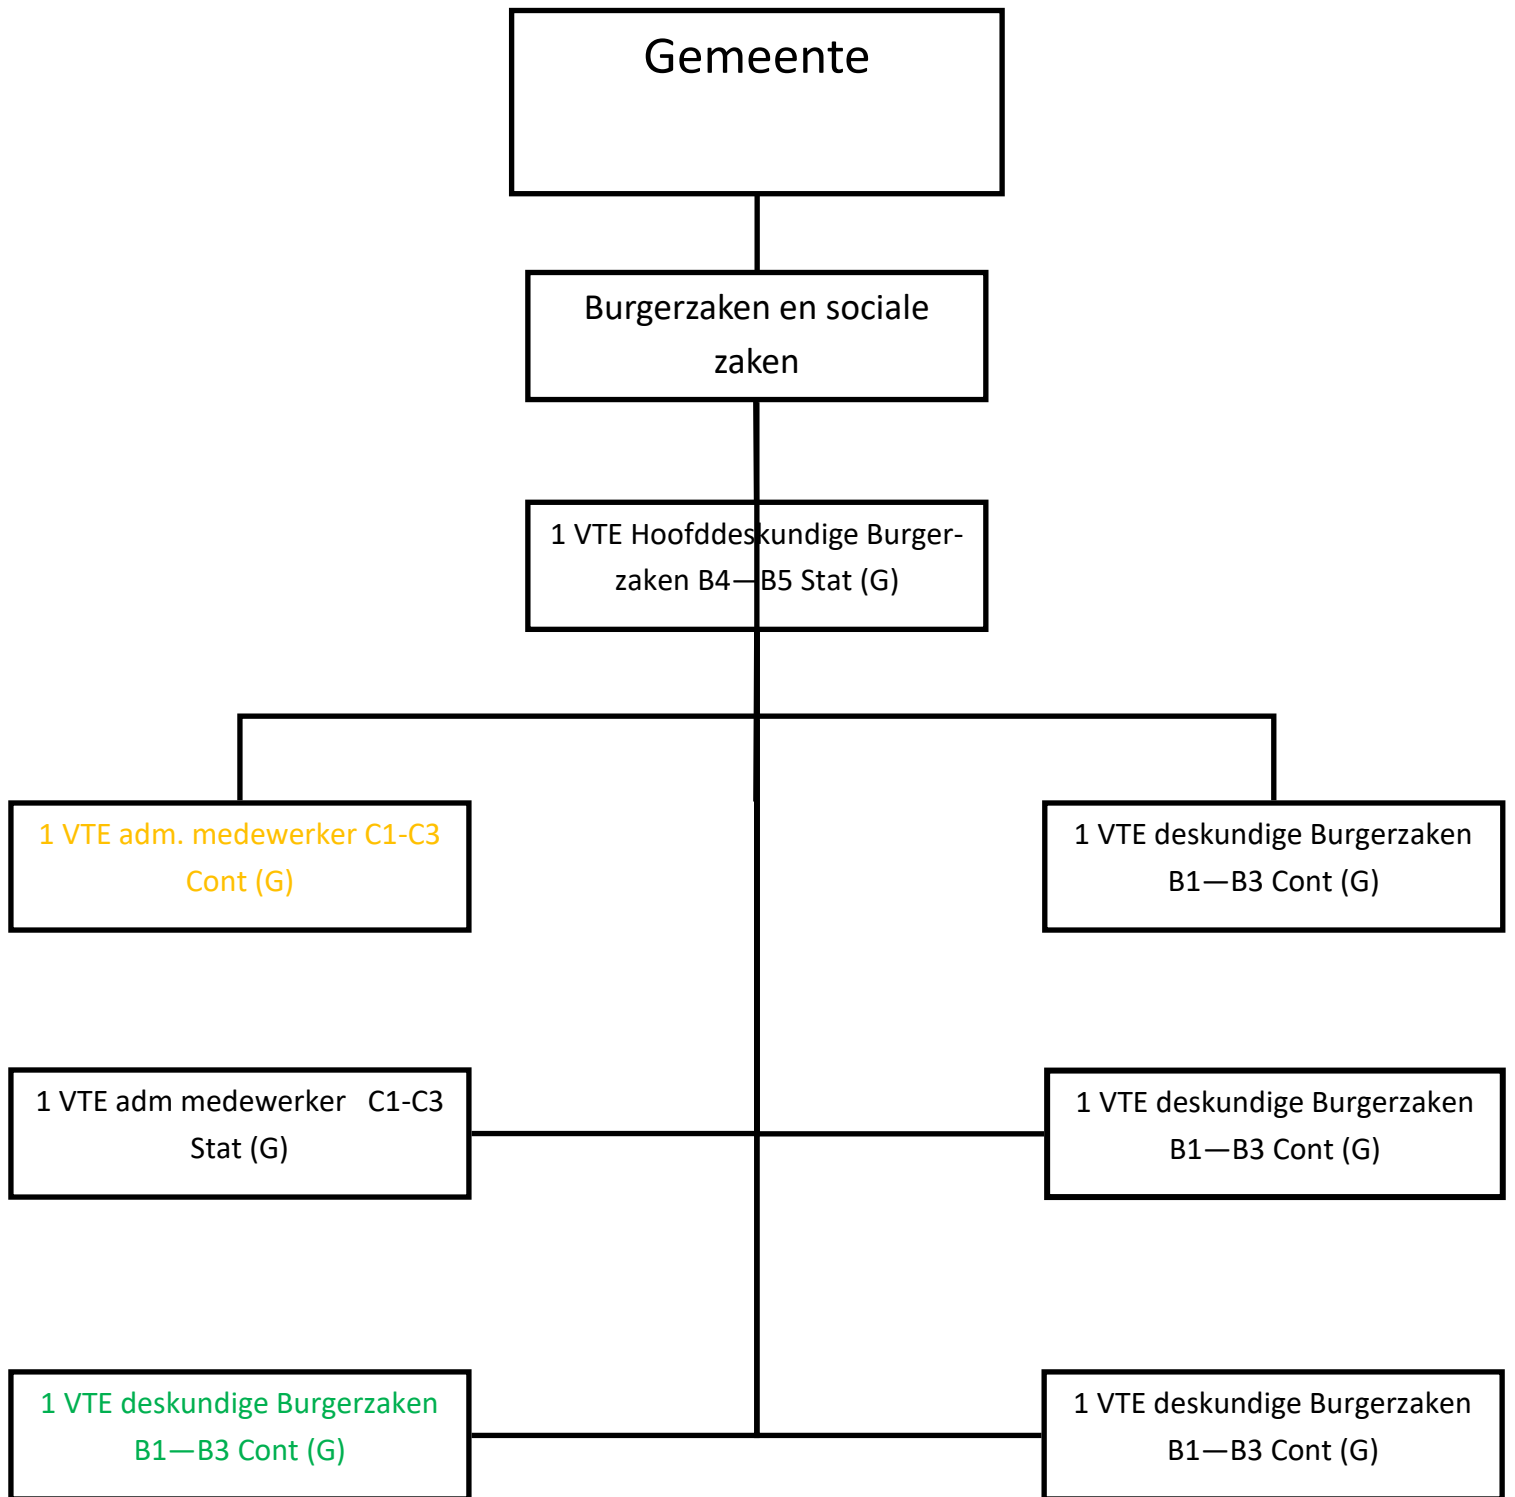 Gemeente
Burgerzaken en sociale
zaken
1 VTE Hoofddeskundige Burger-
zaken B4—B5 Stat (G)
1 VTE adm. medewerker C1-C3
Cont (G)
1 VTE deskundige Burgerzaken
B1—B3 Cont (G)
1 VTE adm medewerker   C1-C3
Stat (G)
1 VTE deskundige Burgerzaken
B1—B3 Cont (G)
1 VTE deskundige Burgerzaken
B1—B3 Cont (G)
1 VTE deskundige Burgerzaken
B1—B3 Cont (G)